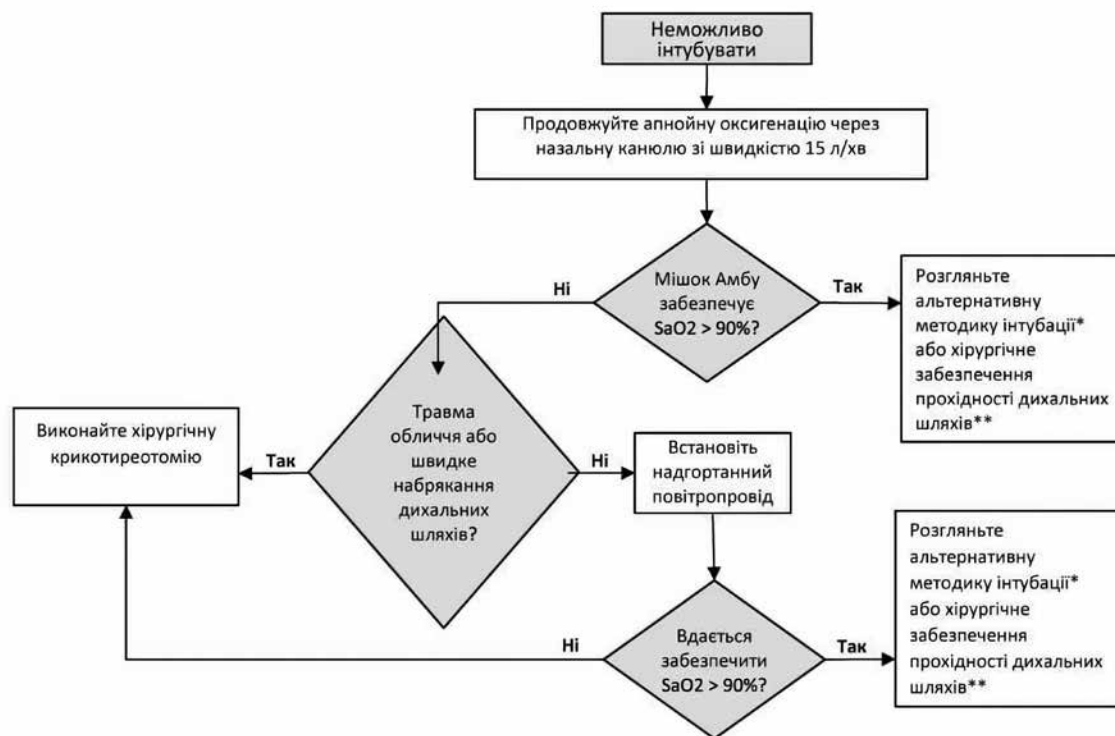 Неможливо
інтубувати
Продовжуйте апнойну оксигенацію через
назальну канюлю зі швидкістю 15 л/хв
Ні
Мішок Амбу
забезпечує
SaO2 > 90%?
Так
Розгляньте
альтернативну
методику інтубації*
або хірургічне
забезпечення
прохідності дихальних
шляхів**
Виконайте хірургічну
крикотиреотомію
Так
Травма
обличчя або
швидке
набрякання
дихальних
шляхів?
Ні
Встановіть
надгортанний
повітропровід
Ні
Вдається
забезпечити
SaO2 > 90%?
Так
Розгляньте
альтернативну
методику інтубації*
або хірургічне
забезпечення
прохідності дихальних
шляхів**